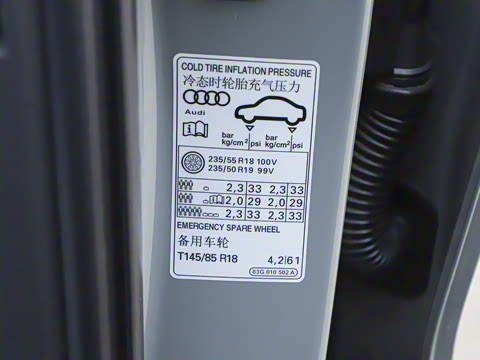 COLD TIRE INFLATION PRESSURE
冷态时轮胎充气压力
Audi
bar kg/cm² psi bar kg/cm² psi
235/55 R18 100V
235/50 R19 99V
2,3 33 2,3 33
2,0 29 2,0 29
2,3 33 2,3 33
EMERGENCY SPARE WHEEL
备用车轮
T145/85 R18 4,2 61
83G 010 502 A